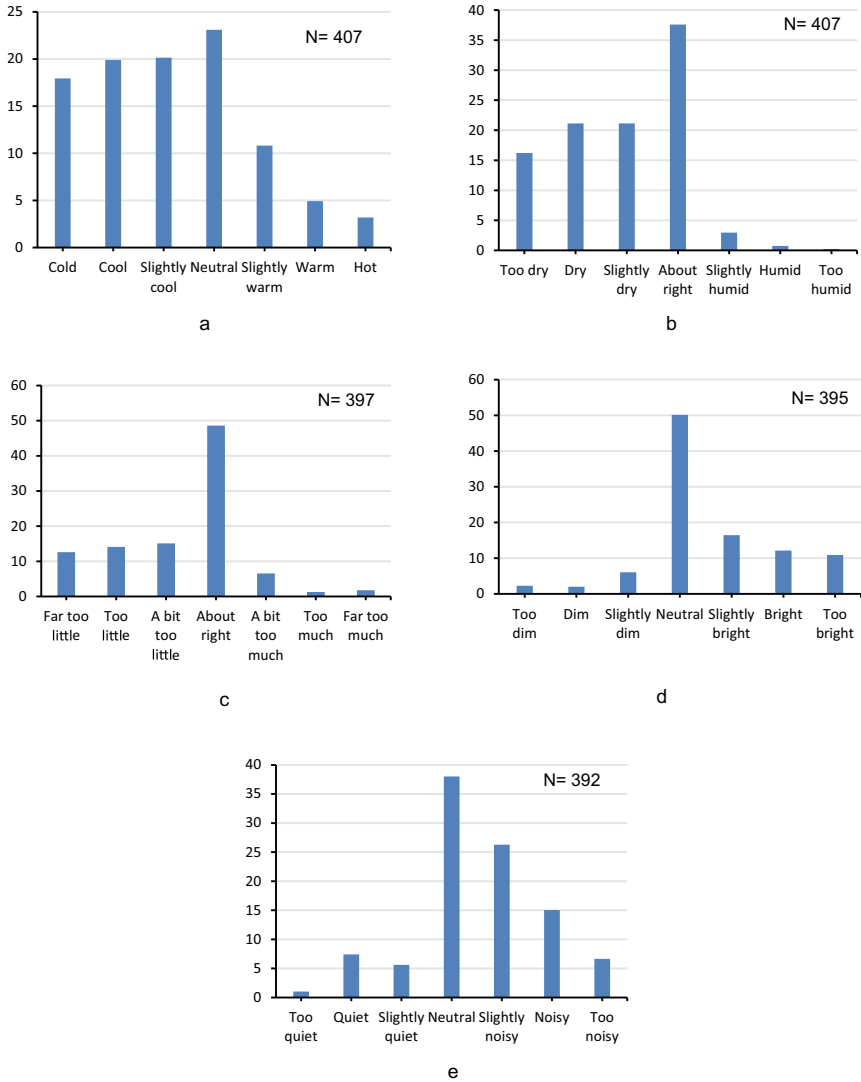 25
20
15
10
5
0
N= 407
Cold Cool Slightly Neutral Slightly Warm Hot
cool warm
a
40
35
30
25
20
15
10
5
0
N= 407
Too dry Dry Slightly About Slightly Humid Too
dry right humid humid
b
60
50
40
30
20
10
0
N= 397
Far too Too A bit About A bit Too Far too
little little too right too much much
little much
c
60
50
40
30
20
10
0
N= 395
Too Dim Slightly Neutral Slightly Bright Too
dim dim bright bright
d
40
35
30
25
20
15
10
5
0
N= 392
Too Quiet Slightly Neutral Slightly Noisy Too
quiet quiet noisy noisy
e